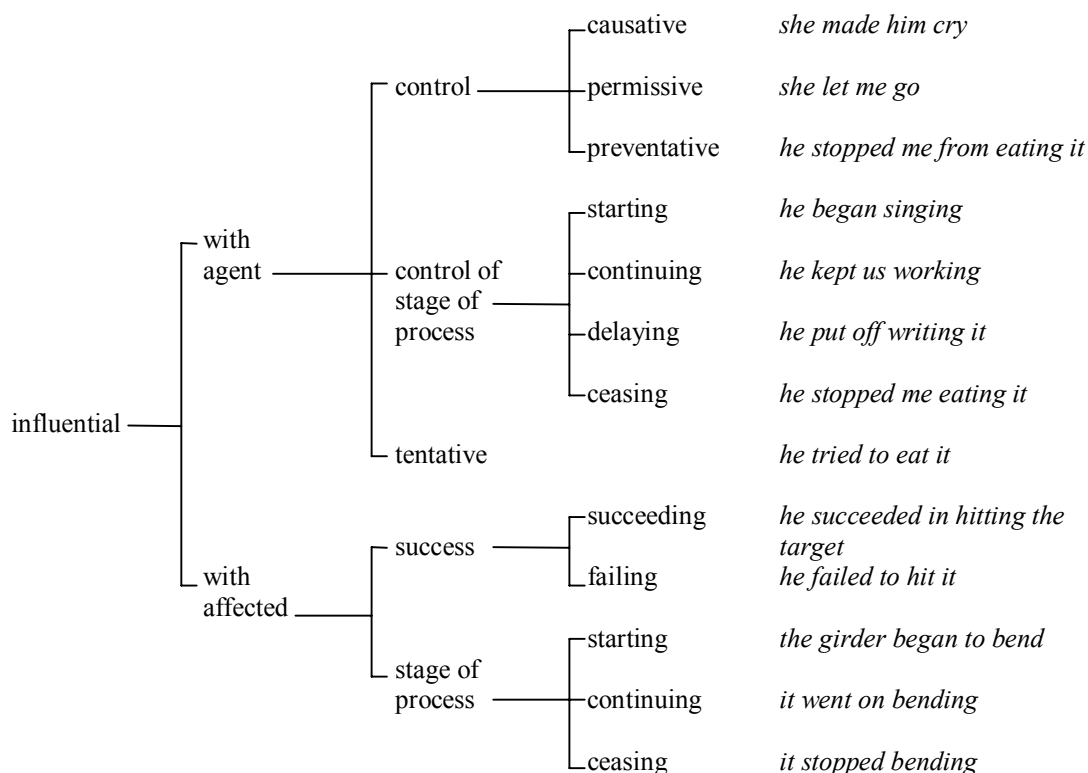 causative she made him cry
control permissive she let me go
preventative he stopped me from eating it
starting he began singing
with
agent
control of
stage of
process
continuing he kept us working
delaying he put off writing it
ceasing he stopped me eating it
influential
tentative he tried to eat it
succeeding he succeeded in hitting the
target
success
failing he failed to hit it
with
affected
starting the girder began to bend
stage of
process
continuing it went on bending
ceasing it stopped bending